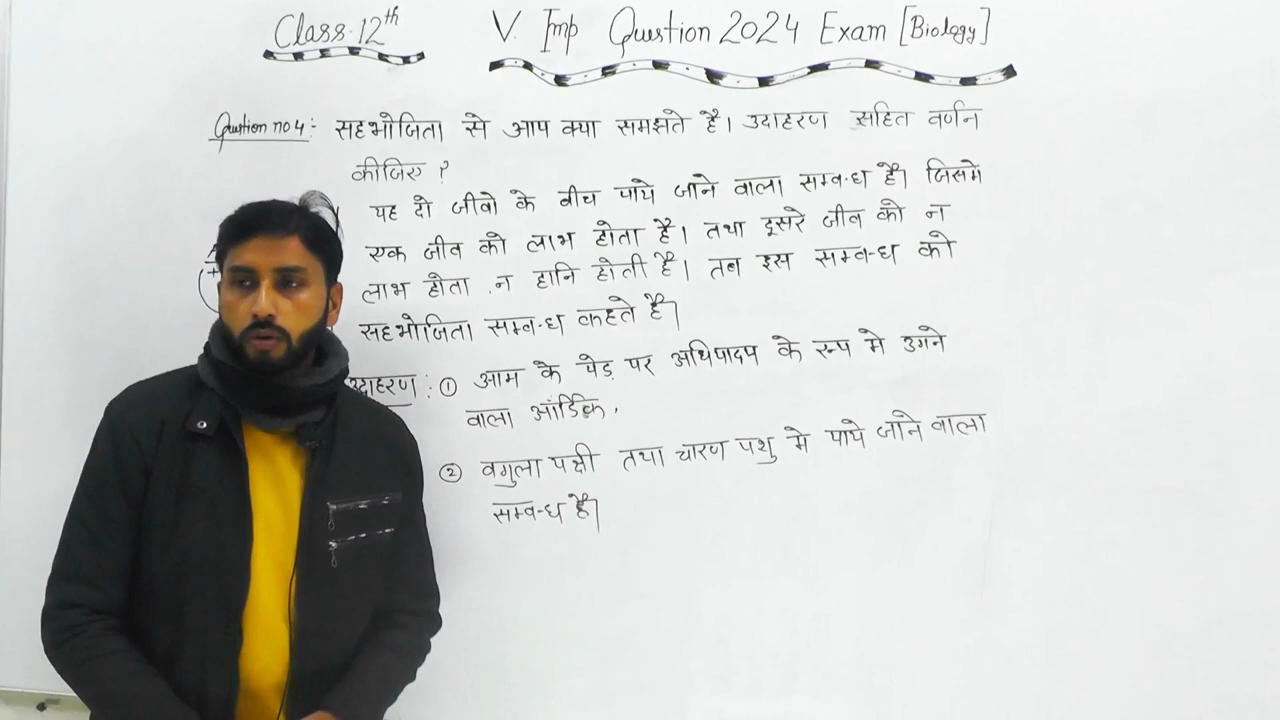 Class. 12th
V. Imp Question 2024 Exam [Biology]
Question no 4:- सहभोजिता से आप क्या समझते है। उदाहरण सहित वर्णन
कीजिए ?
यह दो जीवो के बीच पाये जाने वाला सम्बन्ध है। जिसमे
एक जीव को लाभ होता है। तथा दूसरे जीव को न
लाभ होता न हानि होती है। तब इस सम्बन्ध को
सहभोजिता सम्बन्ध कहते है।
उदाहरण : ① आम के पेड़ पर अधिपादप के रूप मे उगने
वाला ऑर्डिक,
② वगुला पक्षी तथा चारण पशु मे पाये जाने वाला
सम्बन्ध है।